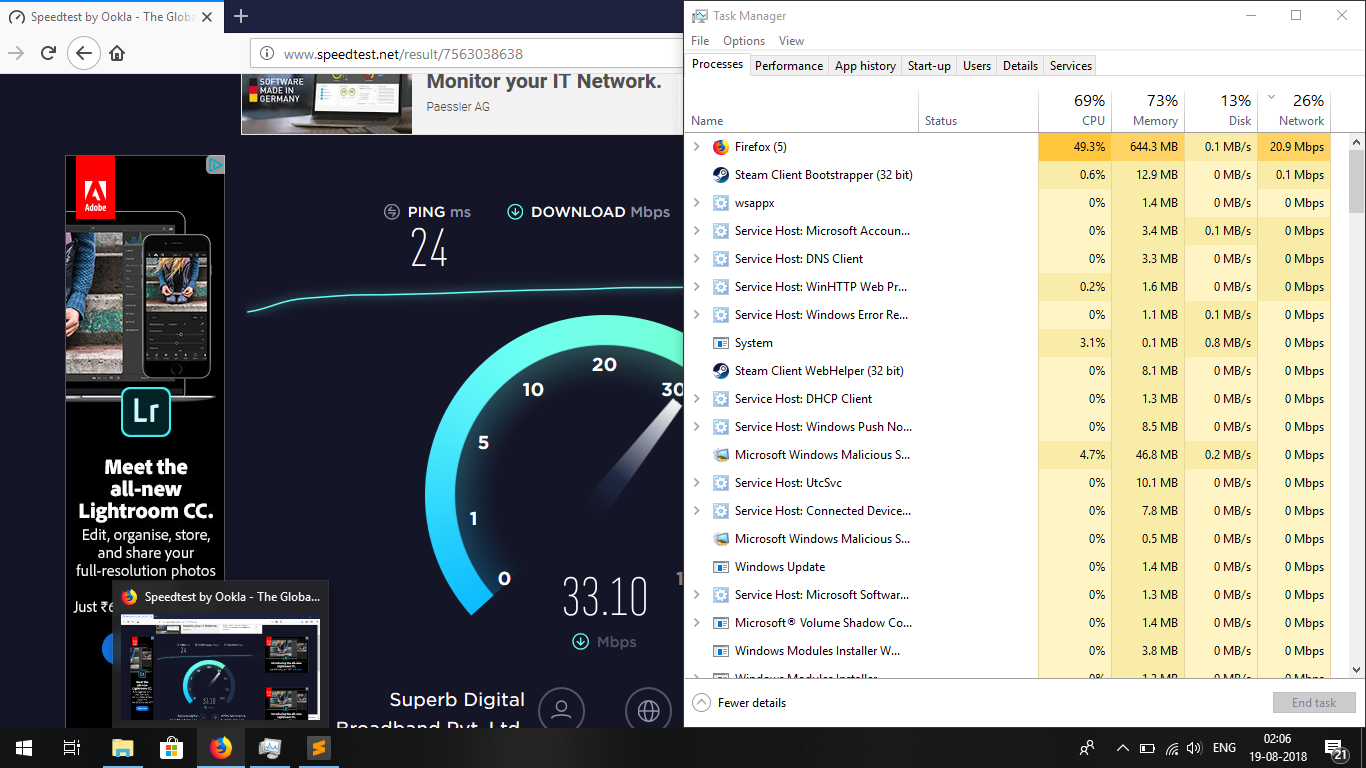 Speedtest by Ookla - The Globa
www.speedtest.net/result/7563038638
SOFTWARE
MADE IN
GERMANY
Monitor your IT Network.
Paessler AG
Adobe
PING ms
24
DOWNLOAD Mbps
0
1
5
10
20
30
33.10
Mbps
Superb Digital
Broadband Pvt. Ltd.
Lr
Meet the
all-new
Lightroom CC.
Edit, organise, store,
and share your
full-resolution photos
Just ₹6
Speedtest by Ookla - The Globa...
Task Manager
File Options View
Processes Performance App history Start-up Users Details Services
69% 73% 13% 26%
Name Status CPU Memory Disk Network
Firefox (5) 49.3% 644.3 MB 0.1 MB/s 20.9 Mbps
Steam Client Bootstrapper (32 bit) 0.6% 12.9 MB 0 MB/s 0.1 Mbps
wsappx 0% 1.4 MB 0 MB/s 0 Mbps
Service Host: Microsoft Accoun... 0% 3.4 MB 0.1 MB/s 0 Mbps
Service Host: DNS Client 0% 3.3 MB 0 MB/s 0 Mbps
Service Host: WinHTTP Web Pr... 0.2% 1.6 MB 0 MB/s 0 Mbps
Service Host: Windows Error Re... 0% 1.1 MB 0.1 MB/s 0 Mbps
System 3.1% 0.1 MB 0.8 MB/s 0 Mbps
Steam Client WebHelper (32 bit) 0% 8.1 MB 0 MB/s 0 Mbps
Service Host: DHCP Client 0% 1.3 MB 0 MB/s 0 Mbps
Service Host: Windows Push No... 0% 8.5 MB 0 MB/s 0 Mbps
Microsoft Windows Malicious S... 4.7% 46.8 MB 0.2 MB/s 0 Mbps
Service Host: UtcSvc 0% 10.1 MB 0 MB/s 0 Mbps
Service Host: Connected Device... 0% 7.8 MB 0 MB/s 0 Mbps
Microsoft Windows Malicious S... 0% 0.5 MB 0 MB/s 0 Mbps
Windows Update 0% 1.4 MB 0 MB/s 0 Mbps
Service Host: Microsoft Softwar... 0% 1.3 MB 0 MB/s 0 Mbps
Microsoft® Volume Shadow Co... 0% 1.4 MB 0 MB/s 0 Mbps
Windows Modules Installer W... 0% 3.8 MB 0 MB/s 0 Mbps
Windows Modules Installer 0% 1.3 MB 0 MB/s 0 Mbps
Fewer details
End task
ENG
02:06
19-08-2018
21